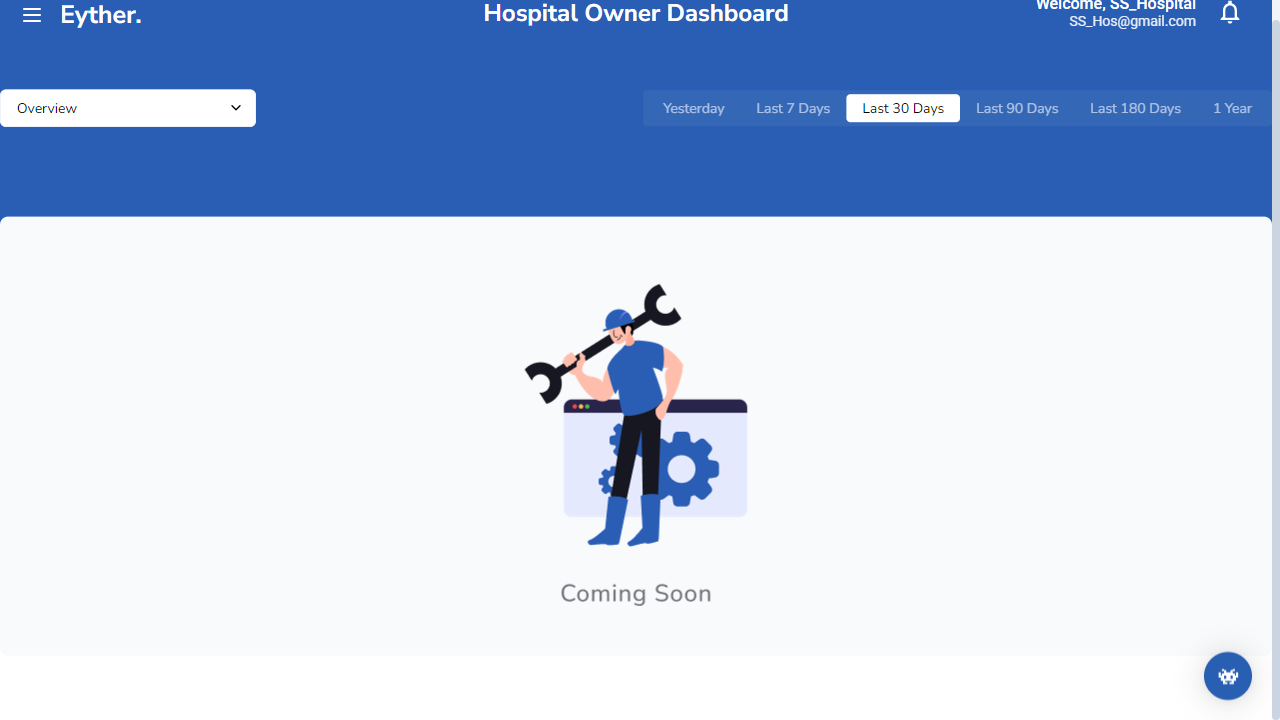 Eyther.
Hospital Owner Dashboard
Welcome, SS_Hospital
SS_Hos@gmail.com
Overview
Yesterday
Last 7 Days
Last 30 Days
Last 90 Days
Last 180 Days
1 Year
Coming Soon